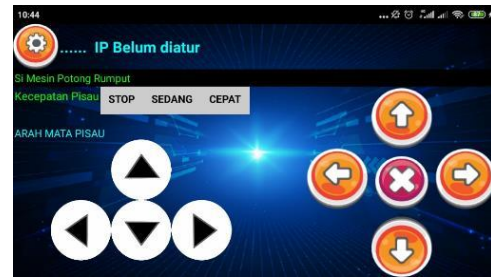 10:44
...... IP Belum diatur
Si Mesin Potong Rumput
Kecepatan Pisau STOP SEDANG CEPAT
ARAH MATA PISAU